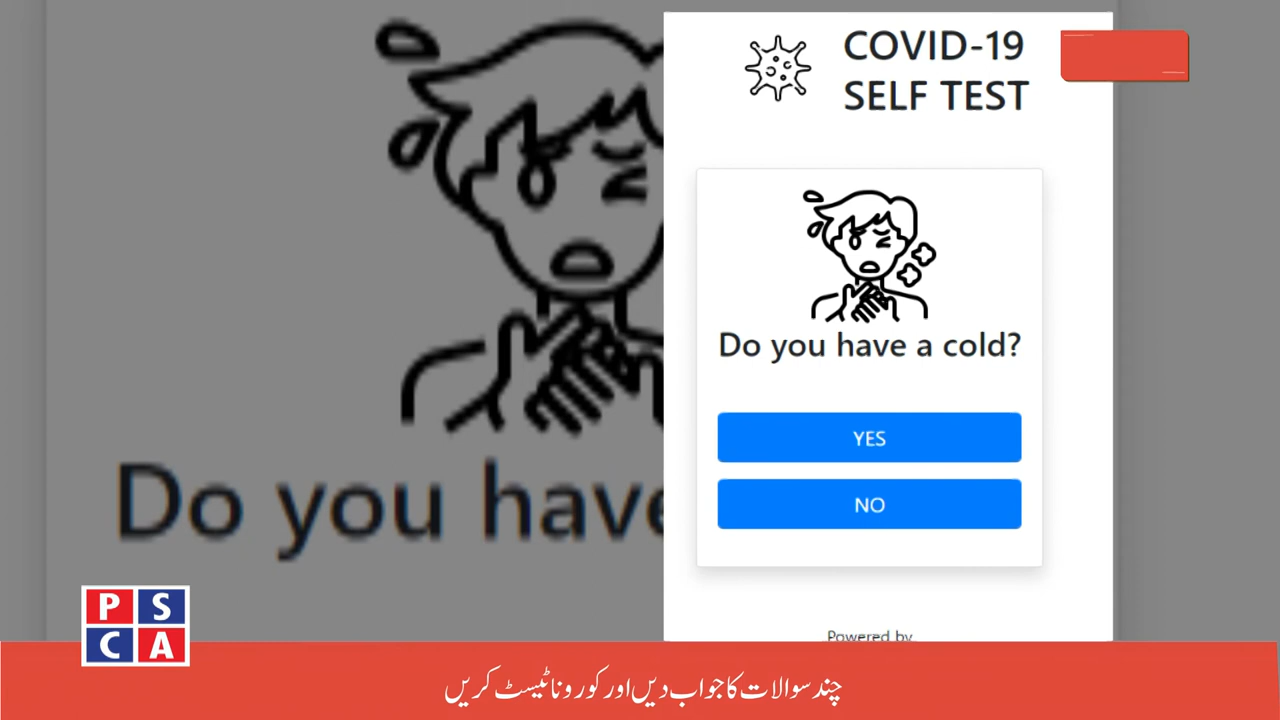 COVID-19
SELF TEST
Do you have a cold?
YES
NO
Powered by
Do you have
P S
C A
چند سوالات کا جواب دیں اور کورونا ٹیسٹ کریں